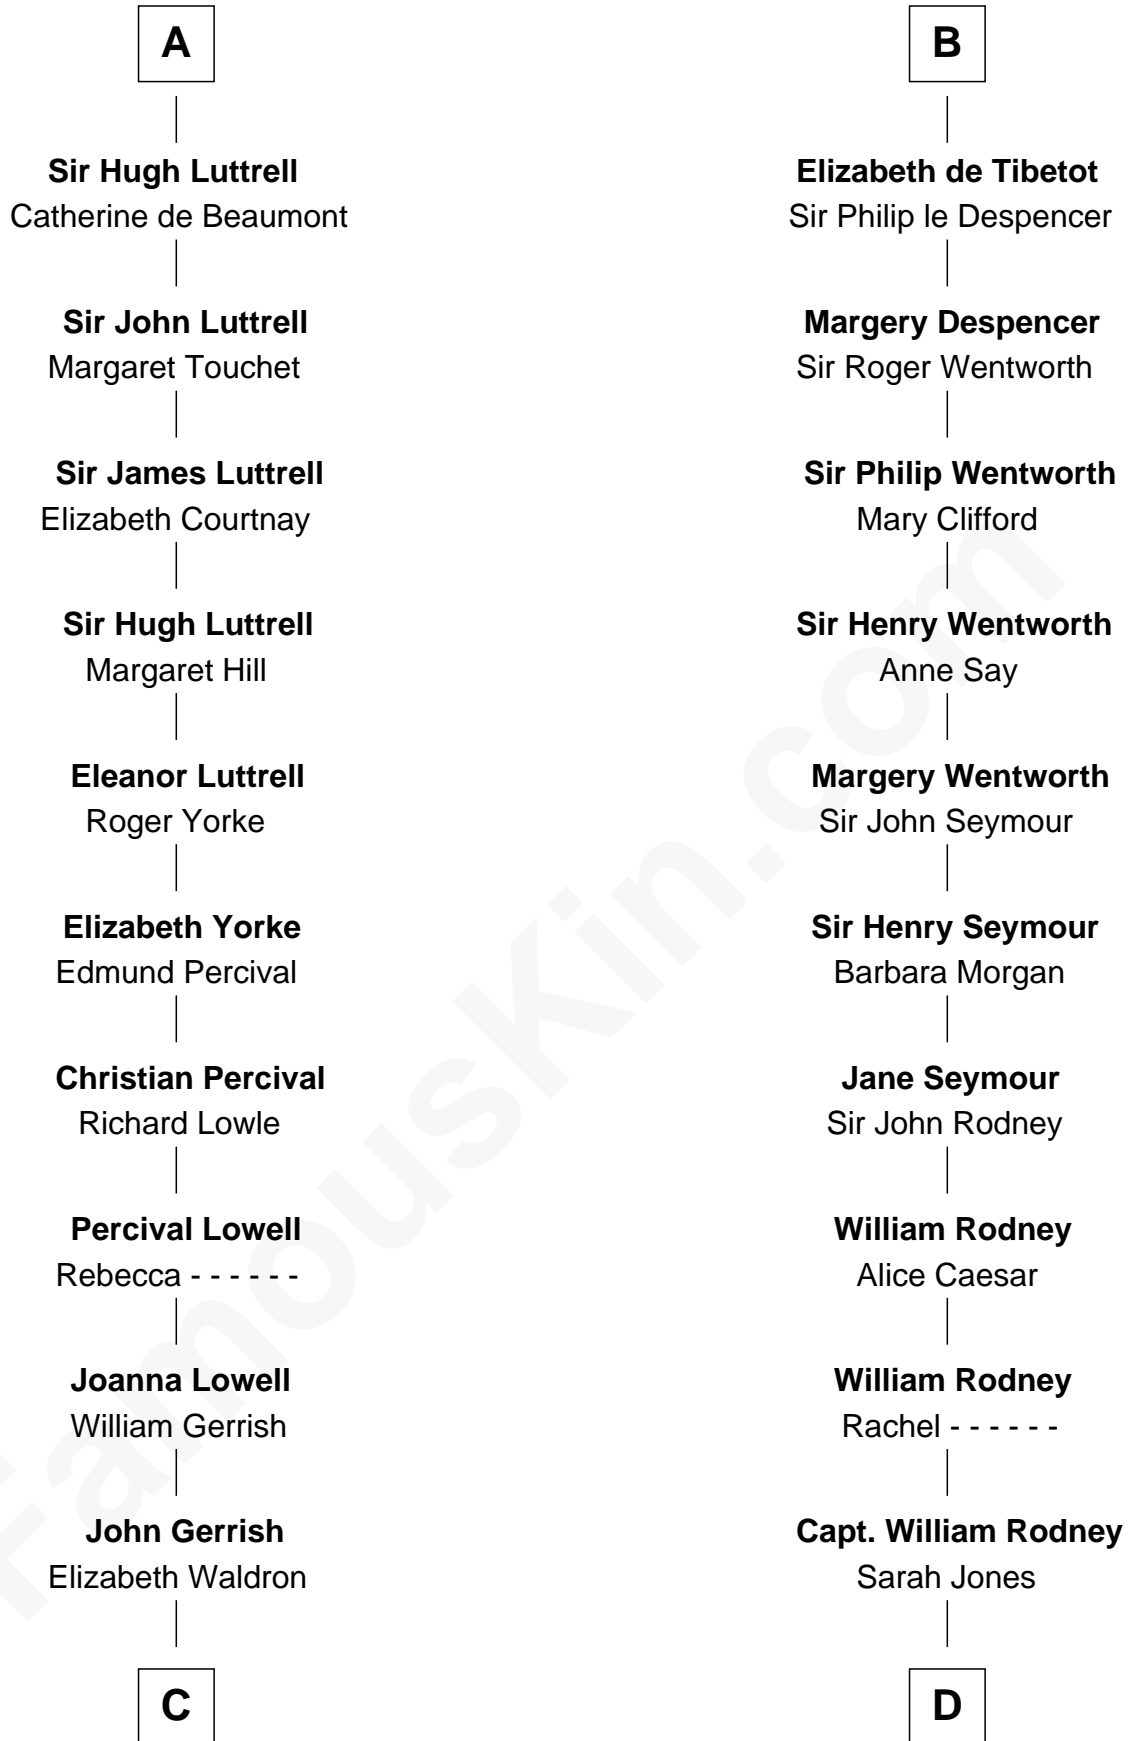 A
Sir Hugh Luttrell
Catherine de Beaumont
Sir John Luttrell
Margaret Touchet
Sir James Luttrell
Elizabeth Courtnay
Sir Hugh Luttrell
Margaret Hill
Eleanor Luttrell
Roger Yorke
Elizabeth Yorke
Edmund Percival
Christian Percival
Richard Lowle
Percival Lowell
Rebecca - - - - - -
Joanna Lowell
William Gerrish
John Gerrish
Elizabeth Waldron
C
B
Elizabeth de Tibetot
Sir Philip le Despencer
Margery Despencer
Sir Roger Wentworth
Sir Philip Wentworth
Mary Clifford
Sir Henry Wentworth
Anne Say
Margery Wentworth
Sir John Seymour
Sir Henry Seymour
Barbara Morgan
Jane Seymour
Sir John Rodney
William Rodney
Alice Caesar
William Rodney
Rachel - - - - - -
Capt. William Rodney
Sarah Jones
D
FamousKin.com